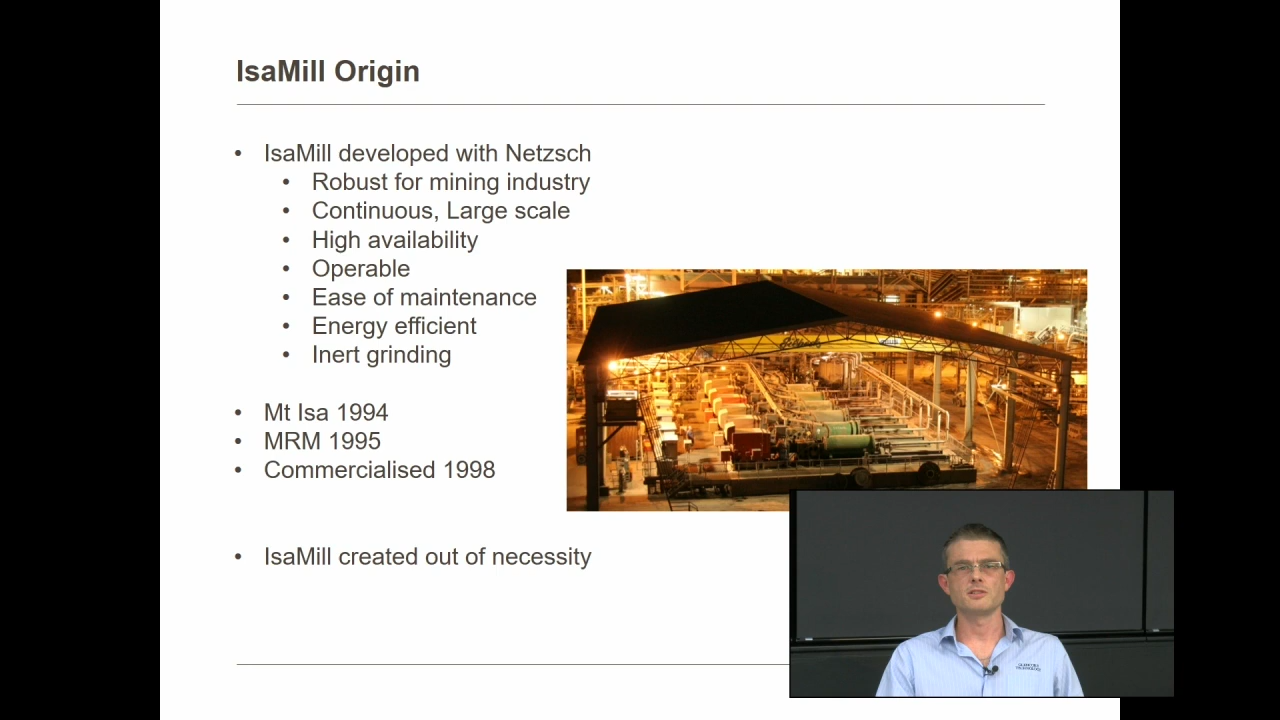 IsaMill Origin
• IsaMill developed with Netzsch
• Robust for mining industry
• Continuous, Large scale
• High availability
• Operable
• Ease of maintenance
• Energy efficient
• Inert grinding
• Mt Isa 1994
• MRM 1995
• Commercialised 1998
• IsaMill created out of necessity